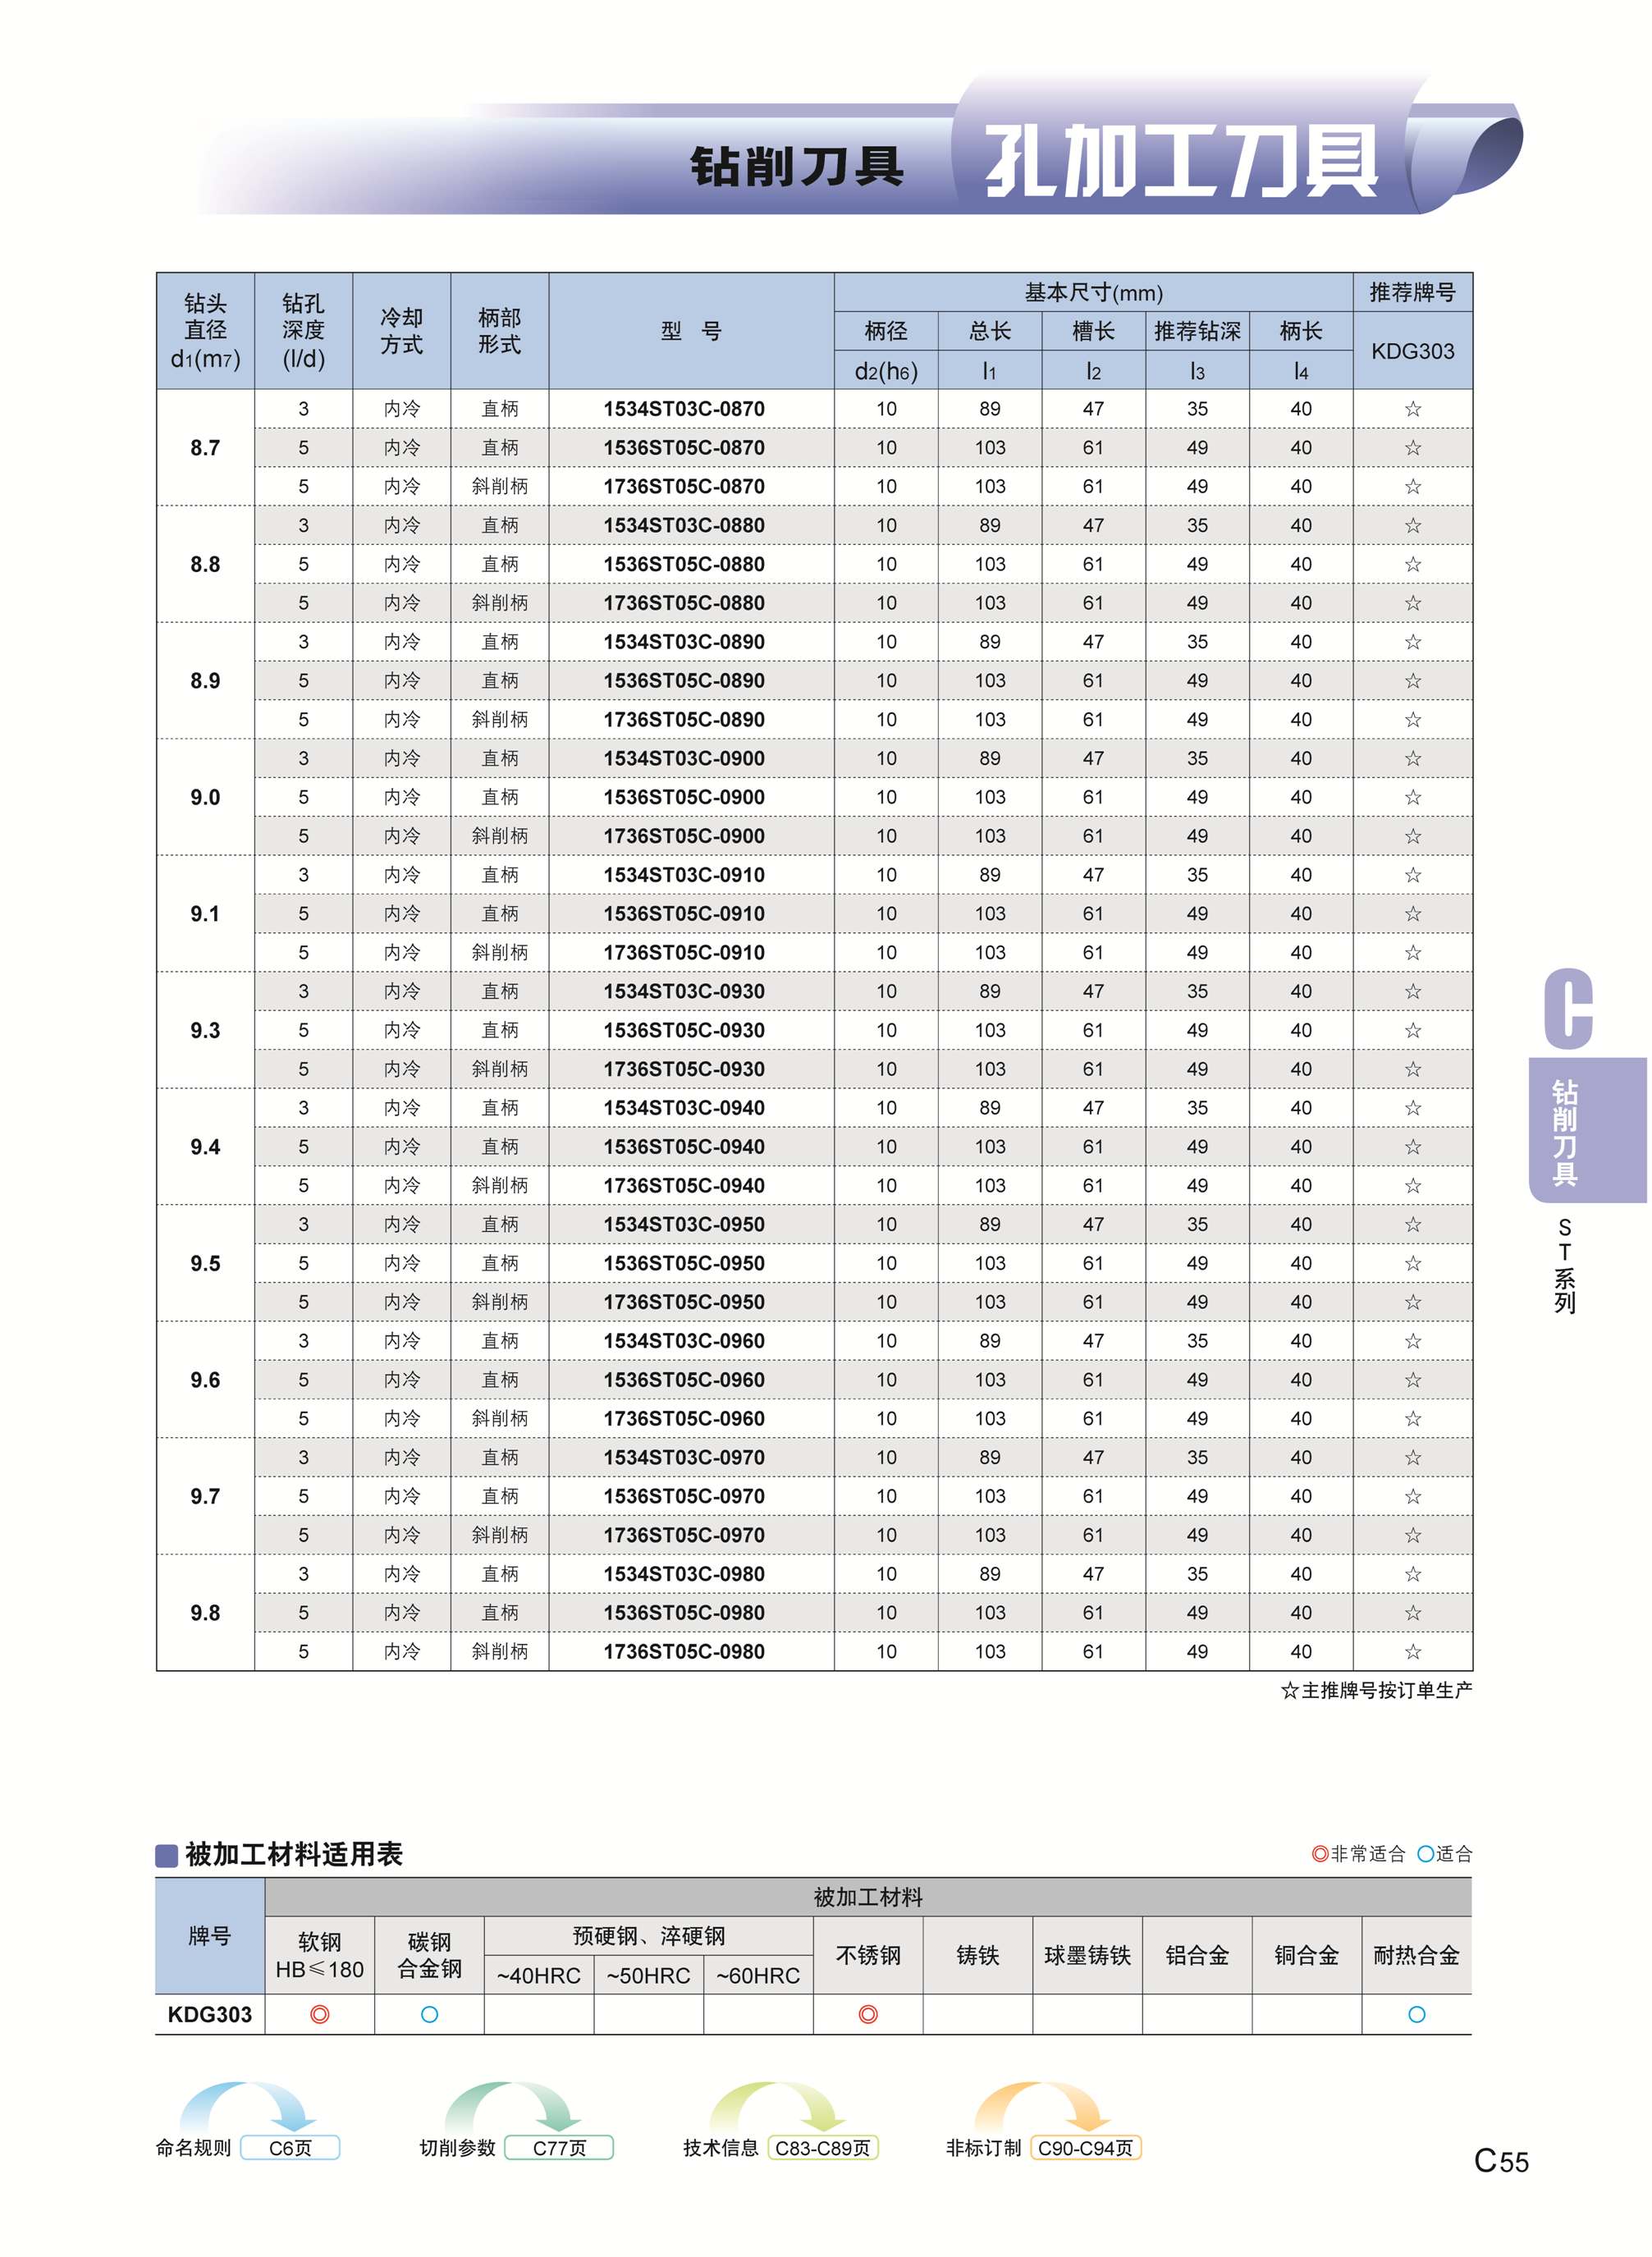 钻削刀具 孔加工刀具
钻头直径d1(m7) 钻孔深度(l/d) 冷却方式 柄部形式 型 号 基本尺寸(mm) 推荐牌号
柄径 总长 槽长 推荐钻深 柄长 KDG303
d2(h6) l1 l2 l3 l4
8.7 3 内冷 直柄 1534ST03C-0870 10 89 47 35 40 ☆
5 内冷 直柄 1536ST05C-0870 10 103 61 49 40 ☆
5 内冷 斜削柄 1736ST05C-0870 10 103 61 49 40 ☆
8.8 3 内冷 直柄 1534ST03C-0880 10 89 47 35 40 ☆
5 内冷 直柄 1536ST05C-0880 10 103 61 49 40 ☆
5 内冷 斜削柄 1736ST05C-0880 10 103 61 49 40 ☆
8.9 3 内冷 直柄 1534ST03C-0890 10 89 47 35 40 ☆
5 内冷 直柄 1536ST05C-0890 10 103 61 49 40 ☆
5 内冷 斜削柄 1736ST05C-0890 10 103 61 49 40 ☆
9.0 3 内冷 直柄 1534ST03C-0900 10 89 47 35 40 ☆
5 内冷 直柄 1536ST05C-0900 10 103 61 49 40 ☆
5 内冷 斜削柄 1736ST05C-0900 10 103 61 49 40 ☆
9.1 3 内冷 直柄 1534ST03C-0910 10 89 47 35 40 ☆
5 内冷 直柄 1536ST05C-0910 10 103 61 49 40 ☆
5 内冷 斜削柄 1736ST05C-0910 10 103 61 49 40 ☆
9.3 3 内冷 直柄 1534ST03C-0930 10 89 47 35 40 ☆
5 内冷 直柄 1536ST05C-0930 10 103 61 49 40 ☆
5 内冷 斜削柄 1736ST05C-0930 10 103 61 49 40 ☆
9.4 3 内冷 直柄 1534ST03C-0940 10 89 47 35 40 ☆
5 内冷 直柄 1536ST05C-0940 10 103 61 49 40 ☆
5 内冷 斜削柄 1736ST05C-0940 10 103 61 49 40 ☆
9.5 3 内冷 直柄 1534ST03C-0950 10 89 47 35 40 ☆
5 内冷 直柄 1536ST05C-0950 10 103 61 49 40 ☆
5 内冷 斜削柄 1736ST05C-0950 10 103 61 49 40 ☆
9.6 3 内冷 直柄 1534ST03C-0960 10 89 47 35 40 ☆
5 内冷 直柄 1536ST05C-0960 10 103 61 49 40 ☆
5 内冷 斜削柄 1736ST05C-0960 10 103 61 49 40 ☆
9.7 3 内冷 直柄 1534ST03C-0970 10 89 47 35 40 ☆
5 内冷 直柄 1536ST05C-0970 10 103 61 49 40 ☆
5 内冷 斜削柄 1736ST05C-0970 10 103 61 49 40 ☆
9.8 3 内冷 直柄 1534ST03C-0980 10 89 47 35 40 ☆
5 内冷 直柄 1536ST05C-0980 10 103 61 49 40 ☆
5 内冷 斜削柄 1736ST05C-0980 10 103 61 49 40 ☆
☆主推牌号按订单生产
C
钻削刀具
ST系列
被加工材料适用表 ◎非常适合 ○适合
牌号 被加工材料
软钢HB≤180 碳钢合金钢 预硬钢、淬硬钢 不锈钢 铸铁 球墨铸铁 铝合金 铜合金 耐热合金
~40HRC ~50HRC ~60HRC
KDG303 ◎ ○ ◎ ○
命名规则 C6页 切削参数 C77页 技术信息 C83-C89页 非标订制 C90-C94页
C55